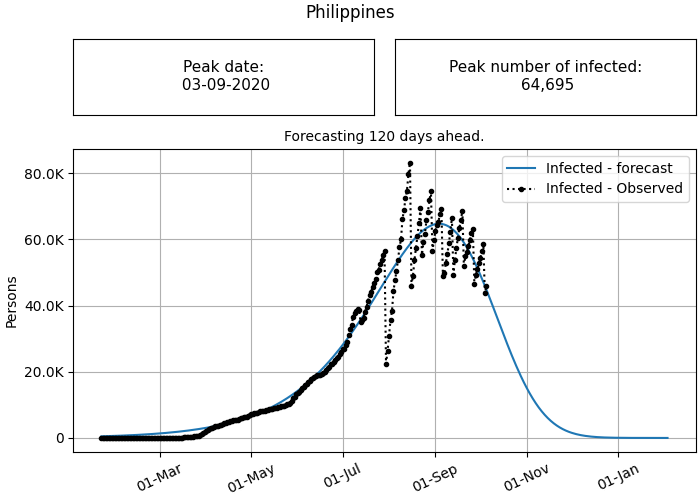 Philippines
Peak date:
03-09-2020
Peak number of infected:
64,695
Forecasting 120 days ahead.
Infected - forecast
Infected - Observed
80.0K
60.0K
40.0K
20.0K
0
Persons
01-Mar
01-May
01-Jul
01-Sep
01-Nov
01-Jan